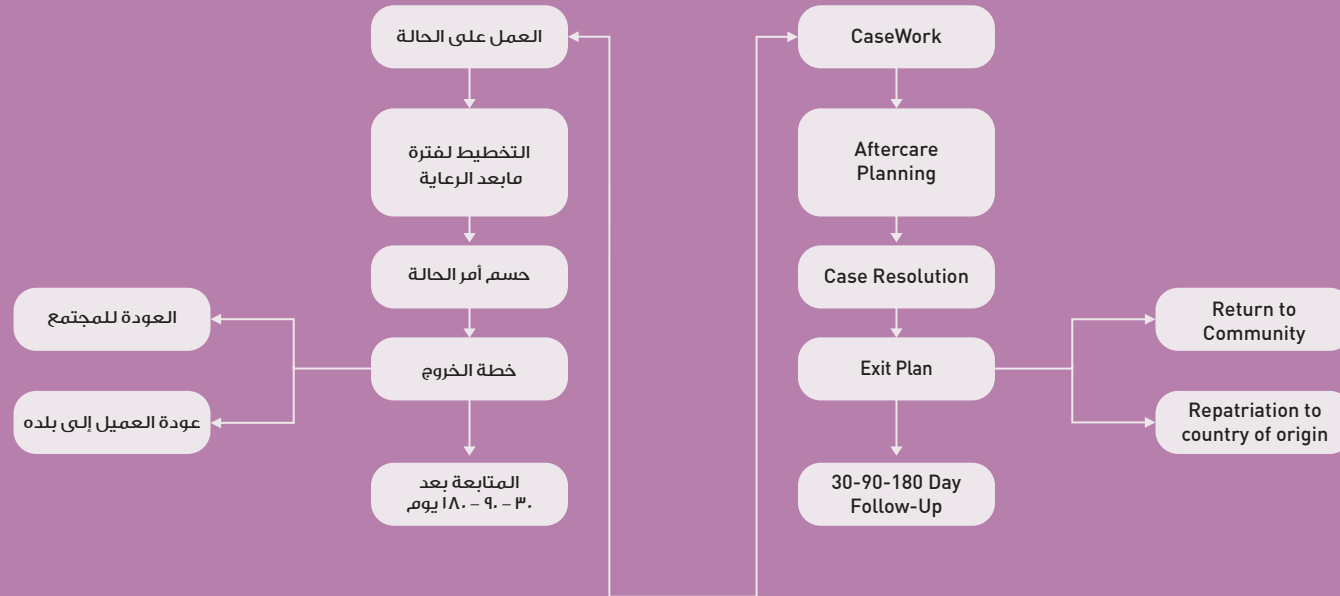 العمل على الحالة
التخطيط لفترة
مابعد الرعاية
حسم أمر الحالة
خطة الخروج
العودة للمجتمع
عودة العميل إلى بلده
المتابعة بعد
٣٠ – ٩٠ – ١٨٠ يوم
CaseWork
Aftercare
Planning
Case Resolution
Exit Plan
Return to
Community
Repatriation to
country of origin
30-90-180 Day
Follow-Up